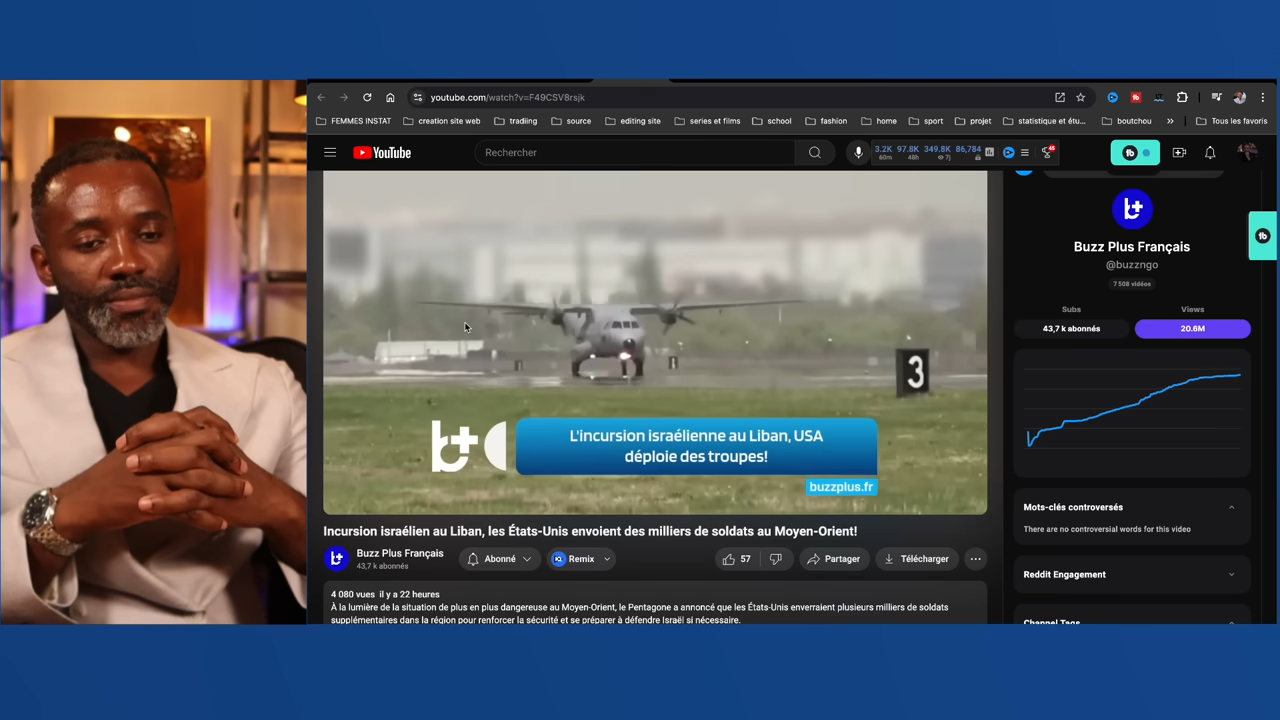 youtube.com/watch?v=F49CSV8rsjk
FEMMES INSTAT creation site web tradiing source editing site series et films school fashion home sport projet statistique et étu... boutchou Tous les favoris
YouTube
Rechercher
3.2K 97.8K 349.8K 86,784
60m 48h 7j
48
Buzz Plus Français
@buzzngo
7 508 vidéos
Subs Views
43,7 k abonnés 20.6M
3
L'incursion israélienne au Liban, USA
déploie des troupes!
buzzplus.fr
Incursion israélien au Liban, les États-Unis envoient des milliers de soldats au Moyen-Orient!
Buzz Plus Français
43,7 k abonnés
Abonné Remix 57 Partager Télécharger
4 080 vues il y a 22 heures
À la lumière de la situation de plus en plus dangereuse au Moyen-Orient, le Pentagone a annoncé que les États-Unis enverraient plusieurs milliers de soldats
supplémentaires dans la région pour renforcer la sécurité et se préparer à défendre Israël si nécessaire.
Mots-clés controversés
There are no controversial words for this video
Reddit Engagement
Channel Tags